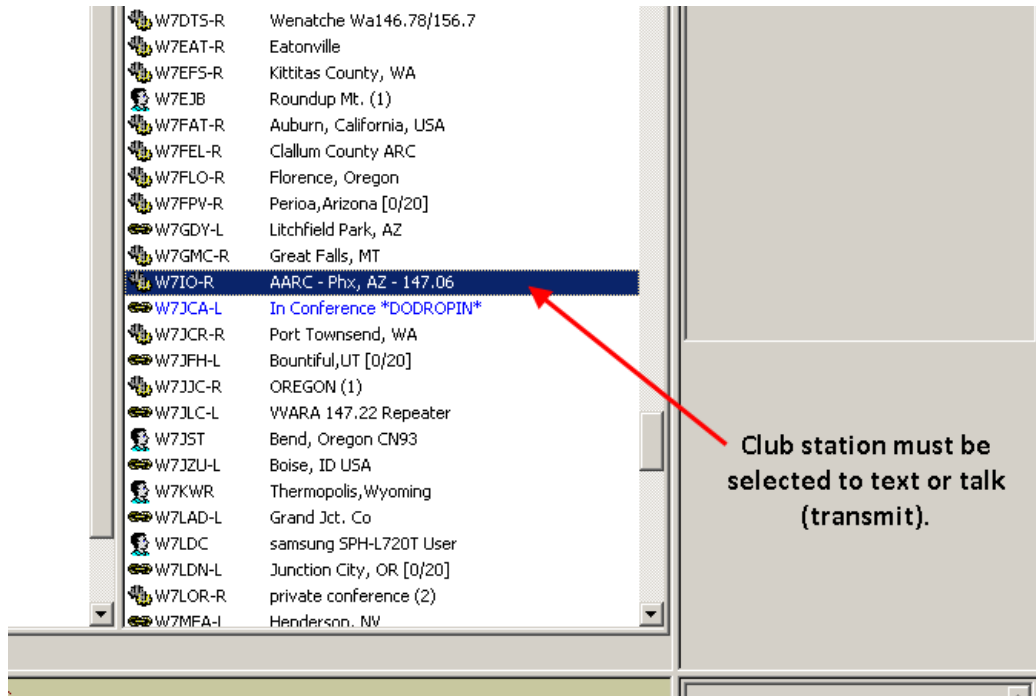 W7DTS-R Wenatche Wa146.78/156.7
W7EAT-R Eatonville
W7EFS-R Kittitas County, WA
W7EJB Roundup Mt. (1)
W7FAT-R Auburn, California, USA
W7FEL-R Clallum County ARC
W7FLO-R Florence, Oregon
W7FPV-R Perioa,Arizona [0/20]
W7GDY-L Litchfield Park, AZ
W7GMC-R Great Falls, MT
W7IO-R AARC - Phx, AZ - 147.06
W7JCA-L In Conference *DODROPIN*
W7JCR-R Port Townsend, WA
W7JFH-L Bountiful,UT [0/20]
W7JJC-R OREGON (1)
W7JLC-L VVARA 147.22 Repeater
W7JST Bend, Oregon CN93
W7JZU-L Boise, ID USA
W7KWR Thermopolis,Wyoming
W7LAD-L Grand Jct. Co
W7LDC samsung SPH-L720T User
W7LDN-L Junction City, OR [0/20]
W7LOR-R private conference (2)
W7MEA-L Henderson, NV
Club station must be
selected to text or talk
(transmit).